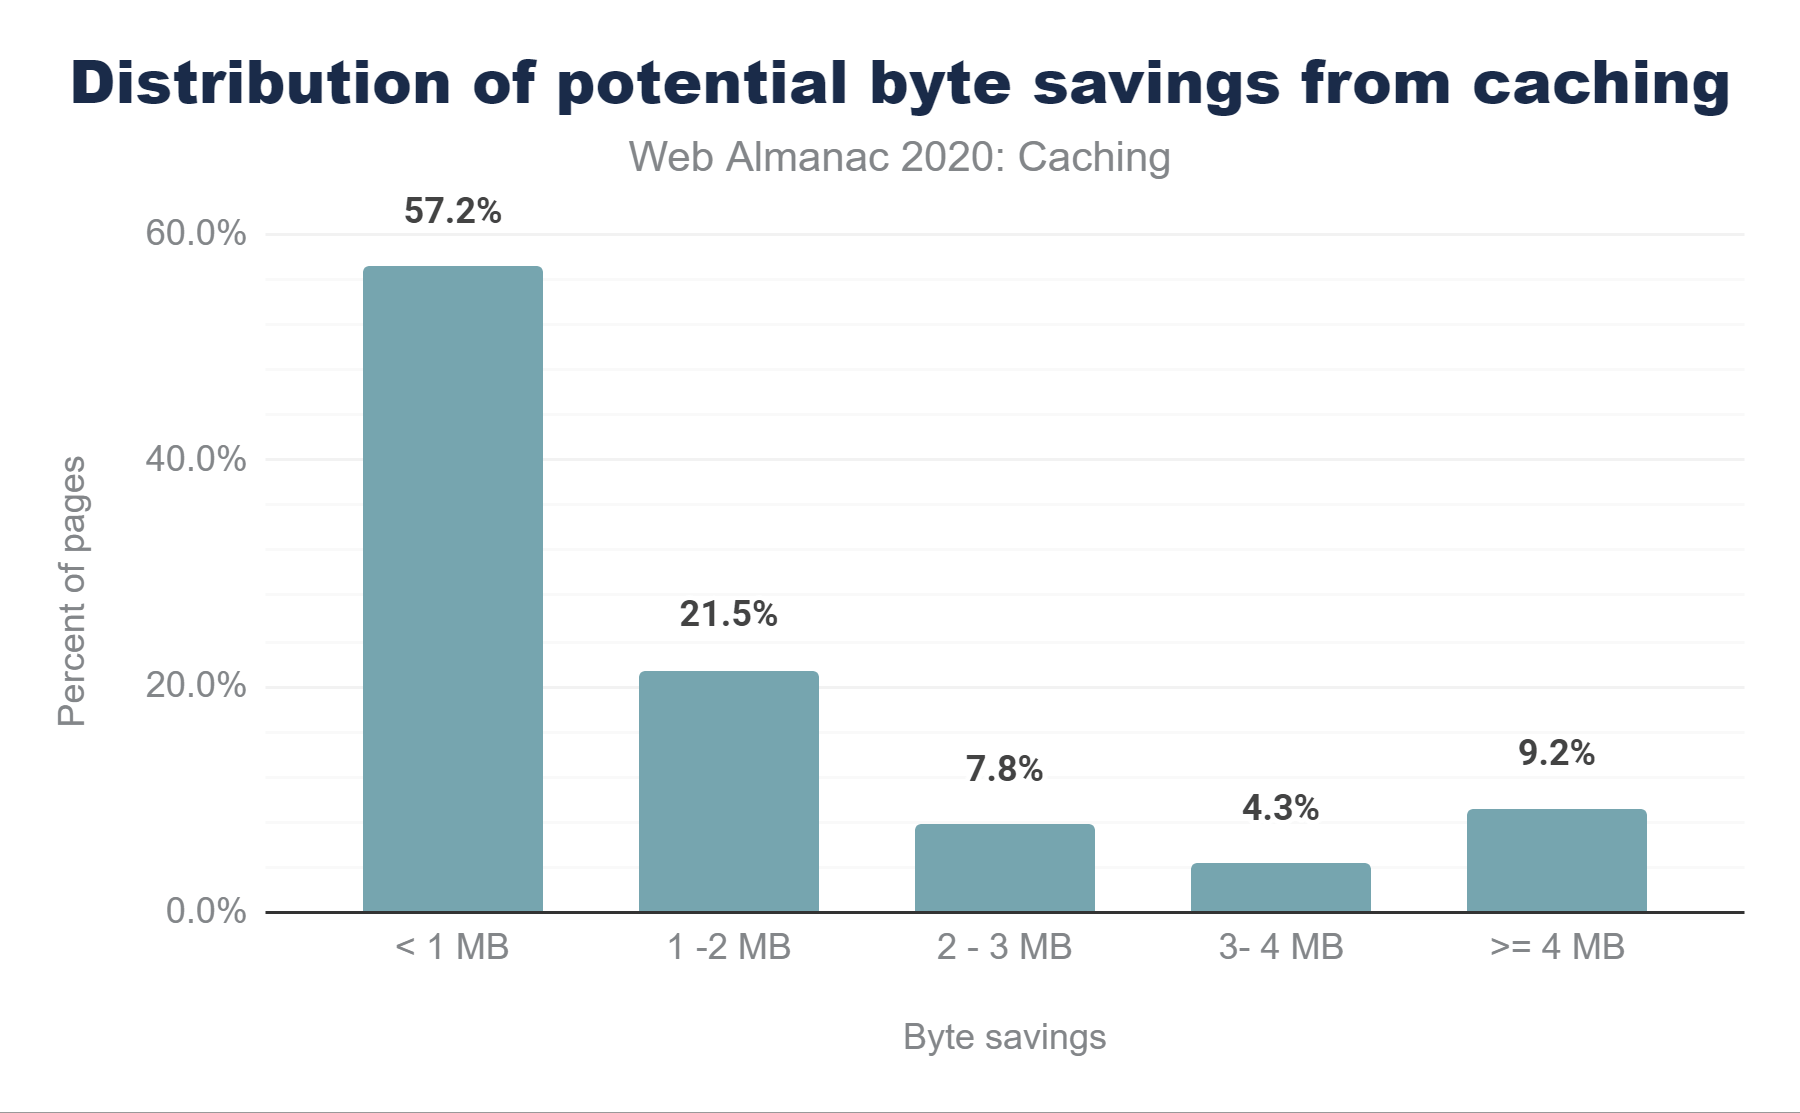 Distribution of potential byte savings from caching
Web Almanac 2020: Caching
Percent of pages
60.0%
40.0%
20.0%
0.0%
57.2%
21.5%
7.8%
4.3%
9.2%
< 1 MB
1 -2 MB
2 - 3 MB
3- 4 MB
>= 4 MB
Byte savings